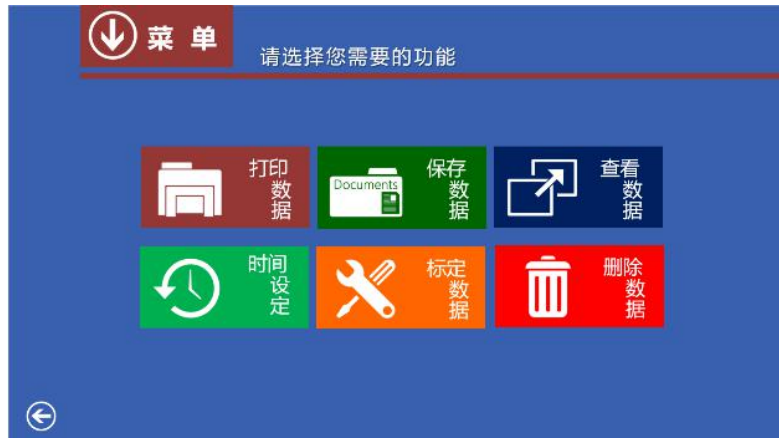 菜单
请选择您需要的功能
打印数据
Documents
保存数据
查看数据
时间设定
标定数据
删除数据